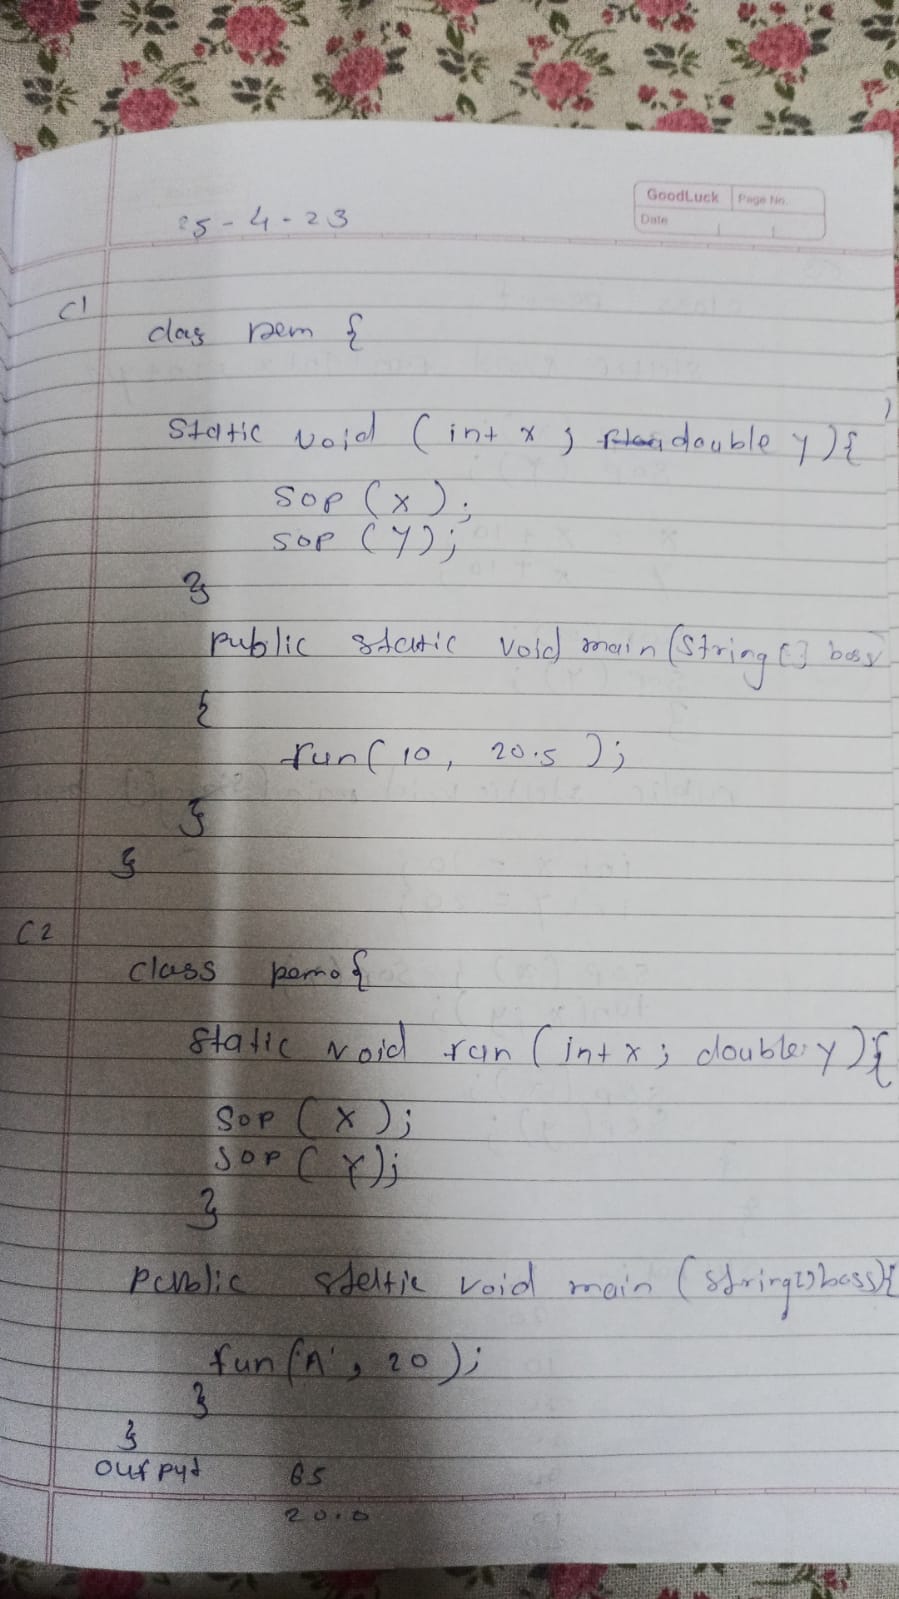 GoodLuck Page No.
Date
25-4-23
C1
clas Dem {
static void (int x ; double y ) {
sop (x);
sop (y);
}
public static void main (String [] boss
{
fun( 10, 20.5 );
}
}
C2
class Demo {
static void fun ( int x ; double y ) {
sop ( x );
sop ( y );
}
public static void main ( string[] boss) {
fun ('A' , 20 );
}
}
output 65
20.0